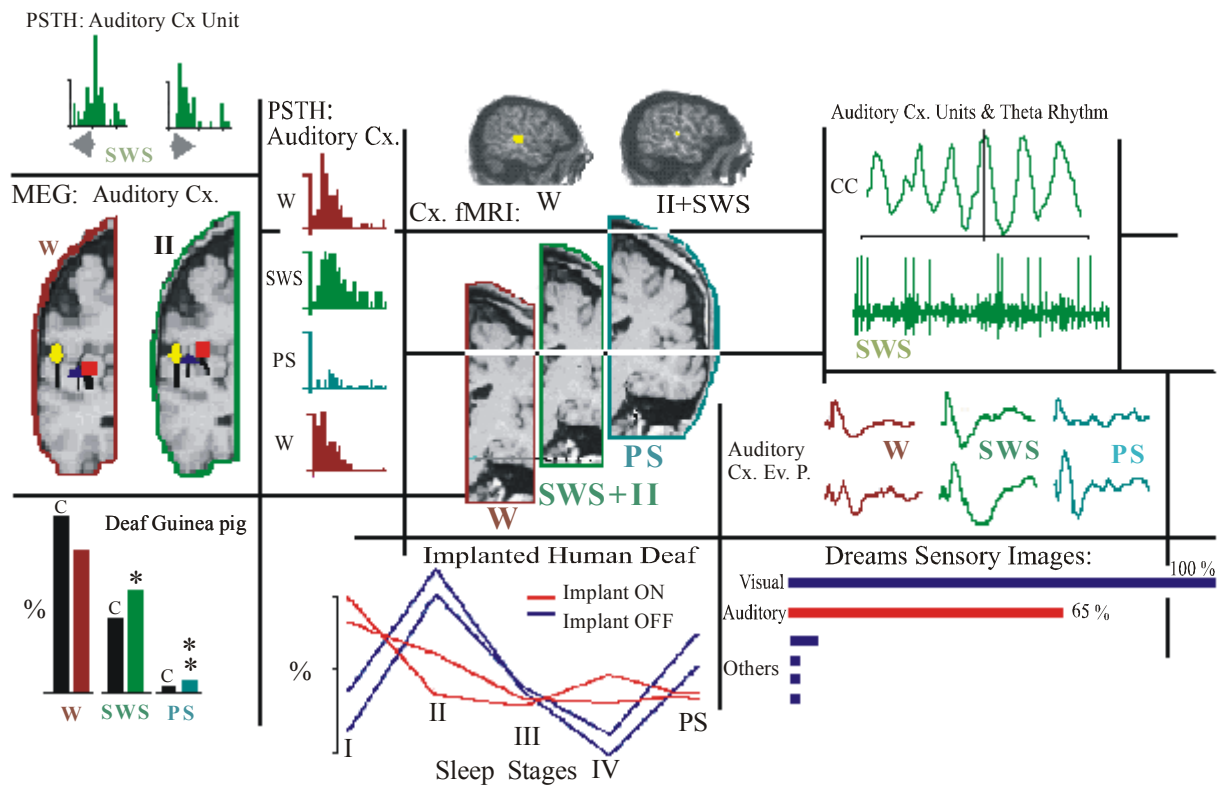 PSTH: Auditory Cx Unit
SWS
MEG: Auditory Cx.
W
II
PSTH:
Auditory Cx.
W
SWS
PS
W
W
II+SWS
Cx. fMRI:
W
SWS+II
PS
Auditory Cx. Units & Theta Rhythm
CC
SWS
Auditory
Cx. Ev. P.
W
SWS
PS
Deaf Guinea pig
%
C
C
*
C
*
*
W
SWS
PS
Implanted Human Deaf
Implant ON
Implant OFF
%
I
II
III
IV
PS
Sleep Stages
Dreams Sensory Images:
Visual
100 %
Auditory
65 %
Others